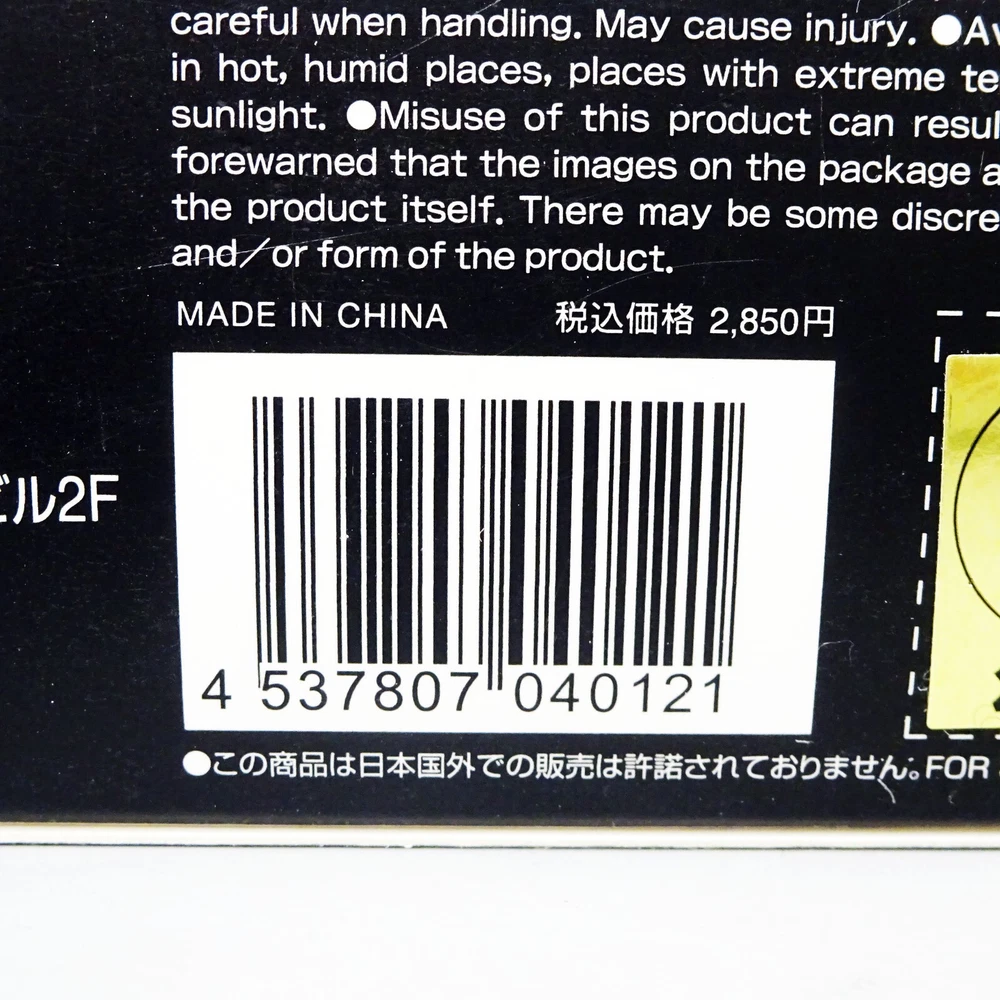 careful when handling. May cause injury. ●Av
in hot, humid places, places with extreme te
sunlight. ●Misuse of this product can resul
forewarned that the images on the package a
the product itself. There may be some discre
and/or form of the product.
MADE IN CHINA 税込価格 2,850円
ビル2F
4 537807 040121
●この商品は日本国外での販売は許諾されておりません。FOR